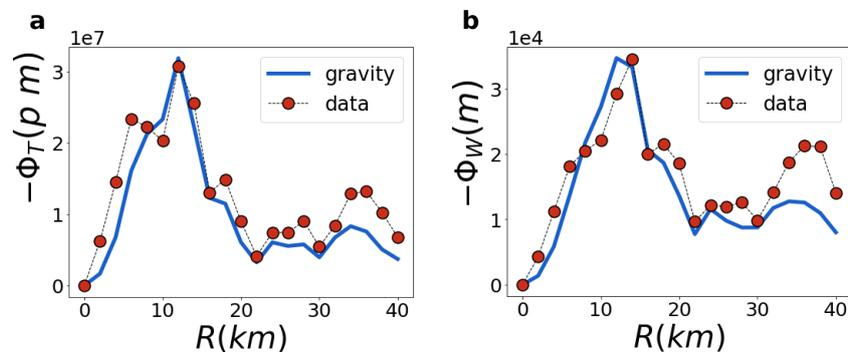 a
1e7
−Φ_T(p m)
3
2
1
0
gravity
data
0 10 20 30 40
R(km)
b
1e4
−Φ_W(m)
3
2
1
0
gravity
data
0 10 20 30 40
R(km)